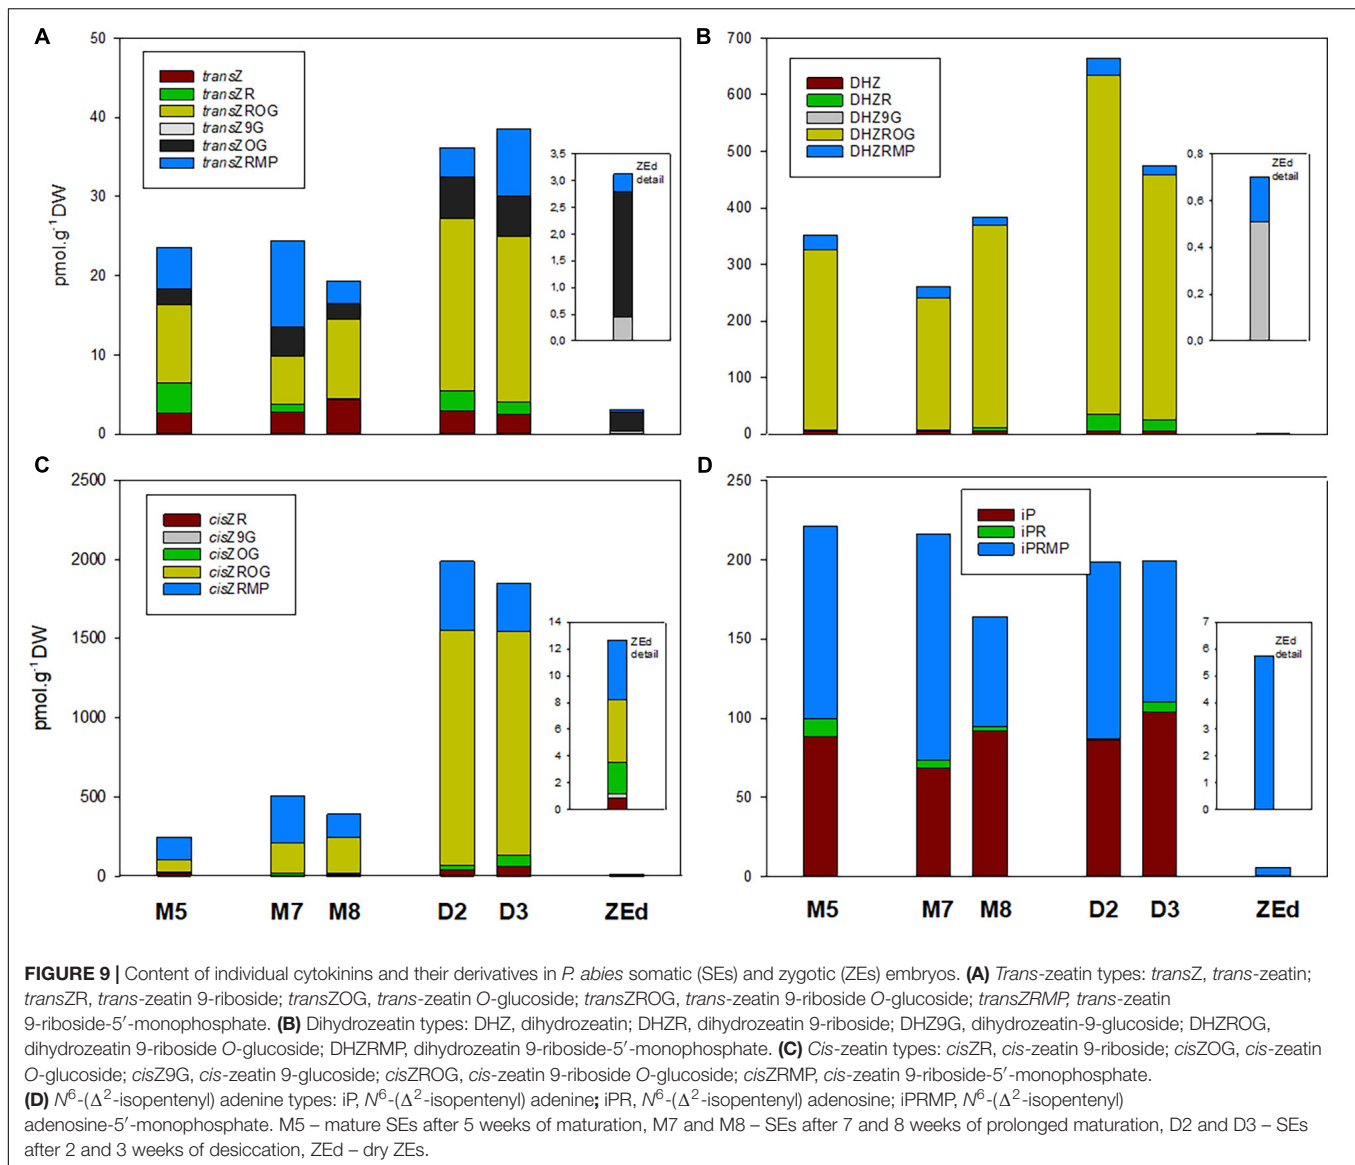 A
50
40
30
20
10
0
pmol.g⁻¹ DW
transZ
transZR
transZROG
transZ9G
transZOG
transZRMP
3,5
3,0
2,5
2,0
1,5
1,0
0,5
0,0
ZEd
detail
B
700
600
500
400
300
200
100
0
DHZ
DHZR
DHZ9G
DHZROG
DHZRMP
0,8
0,6
0,4
0,2
0,0
ZEd
detail
C
2500
2000
1500
1000
500
0
pmol.g⁻¹ DW
cisZR
cisZ9G
cisZOG
cisZROG
cisZRMP
14
12
10
8
6
4
2
0
ZEd
detail
M5 M7 M8 D2 D3 ZEd
D
250
200
150
100
50
0
iP
iPR
iPRMP
7
6
5
4
3
2
1
0
ZEd
detail
M5 M7 M8 D2 D3 ZEd
FIGURE 9 | Content of individual cytokinins and their derivatives in P. abies somatic (SEs) and zygotic (ZEs) embryos. (A) Trans-zeatin types: transZ, trans-zeatin;
transZR, trans-zeatin 9-riboside; transZOG, trans-zeatin O-glucoside; transZROG, trans-zeatin 9-riboside O-glucoside; transZRMP, trans-zeatin
9-riboside-5′-monophosphate. (B) Dihydrozeatin types: DHZ, dihydrozeatin; DHZR, dihydrozeatin 9-riboside; DHZ9G, dihydrozeatin-9-glucoside; DHZROG,
dihydrozeatin 9-riboside O-glucoside; DHZRMP, dihydrozeatin 9-riboside-5′-monophosphate. (C) Cis-zeatin types: cisZR, cis-zeatin 9-riboside; cisZOG, cis-zeatin
O-glucoside; cisZ9G, cis-zeatin 9-glucoside; cisZROG, cis-zeatin 9-riboside O-glucoside; cisZRMP, cis-zeatin 9-riboside-5′-monophosphate.
(D) N⁶-(Δ²-isopentenyl) adenine types: iP, N⁶-(Δ²-isopentenyl) adenine; iPR, N⁶-(Δ²-isopentenyl) adenosine; iPRMP, N⁶-(Δ²-isopentenyl)
adenosine-5′-monophosphate. M5 – mature SEs after 5 weeks of maturation, M7 and M8 – SEs after 7 and 8 weeks of prolonged maturation, D2 and D3 – SEs
after 2 and 3 weeks of desiccation, ZEd – dry ZEs.